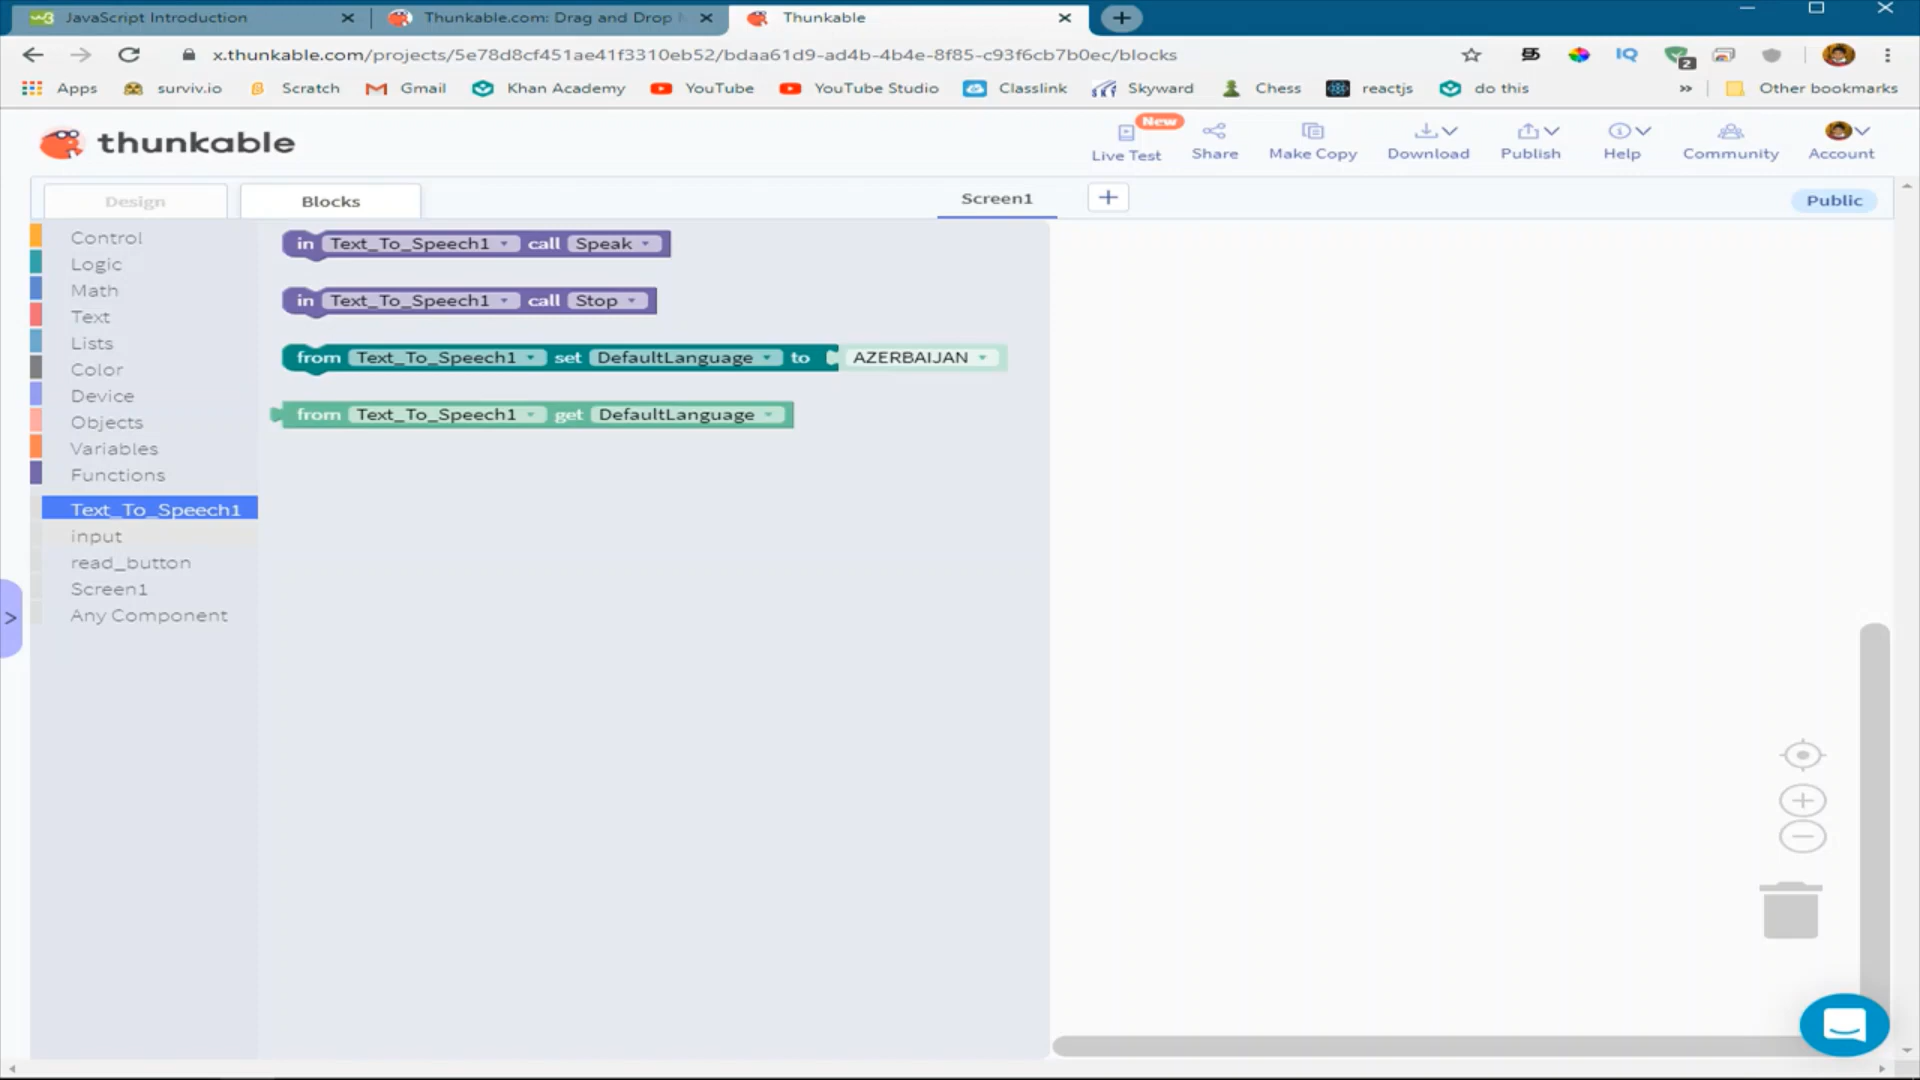 JavaScript Introduction
Thunkable.com: Drag and Drop
Thunkable
x.thunkable.com/projects/5e78d8cf451ae41f3310eb52/bdaa61d9-ad4b-4b4e-8f85-c93f6cb7b0ec/blocks
IQ
2
Apps
surviv.io
Scratch
Gmail
Khan Academy
YouTube
YouTube Studio
Classlink
Skyward
Chess
reactjs
do this
»
Other bookmarks
thunkable
New
Live Test
Share
Make Copy
Download
Publish
Help
Community
Account
Design
Blocks
Screen1
Public
Control
Logic
Math
Text
Lists
Color
Device
Objects
Variables
Functions
Text_To_Speech1
input
read_button
Screen1
Any Component
in Text_To_Speech1 call Speak
in Text_To_Speech1 call Stop
from Text_To_Speech1 set DefaultLanguage to AZERBAIJAN
from Text_To_Speech1 get DefaultLanguage